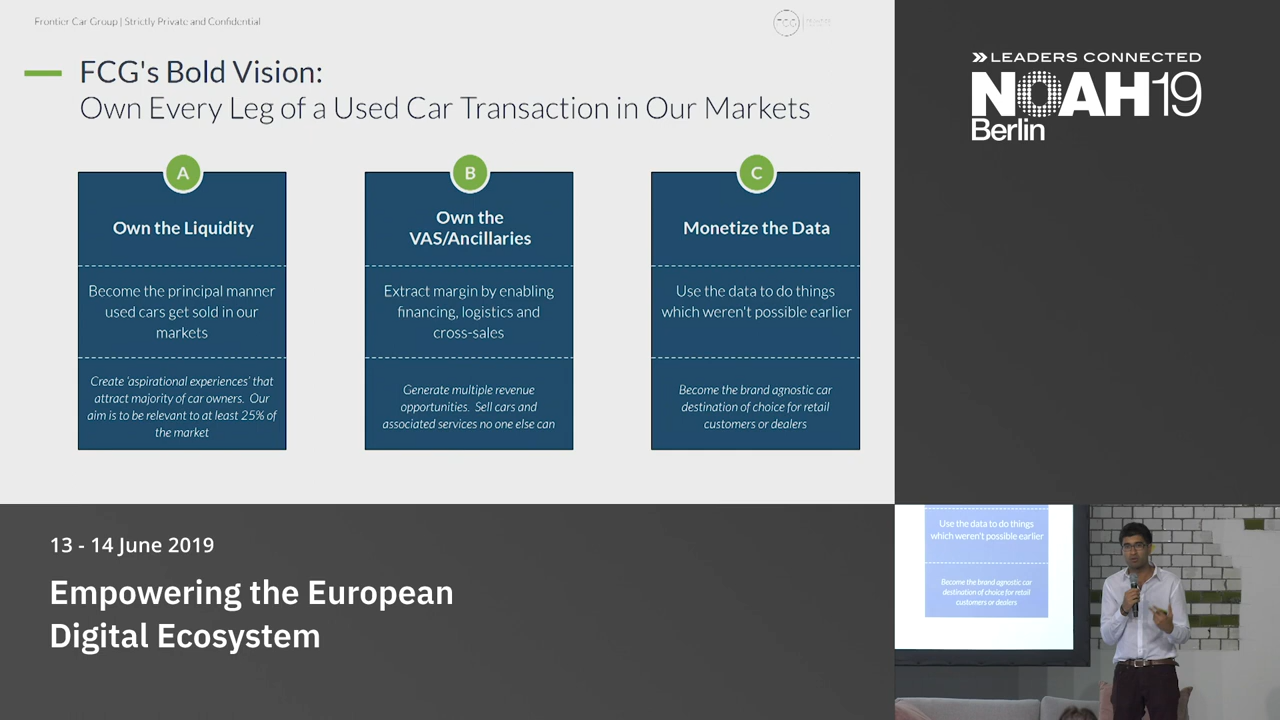 Frontier Car Group | Strictly Private and Confidential
FCG
FCG's Bold Vision:
Own Every Leg of a Used Car Transaction in Our Markets
A
Own the Liquidity
Become the principal manner
used cars get sold in our
markets
Create 'aspirational experiences' that
attract majority of car owners. Our
aim is to be relevant to at least 25% of
the market
B
Own the
VAS/Ancillaries
Extract margin by enabling
financing, logistics and
cross-sales
Generate multiple revenue
opportunities. Sell cars and
associated services no one else can
C
Monetize the Data
Use the data to do things
which weren't possible earlier
Become the brand agnostic car
destination of choice for retail
customers or dealers
LEADERS CONNECTED
NOAH19
Berlin
13 - 14 June 2019
Empowering the European
Digital Ecosystem
Use the data to do things
which weren't possible earlier
Become the brand agnostic car
destination of choice for retail
customers or dealers